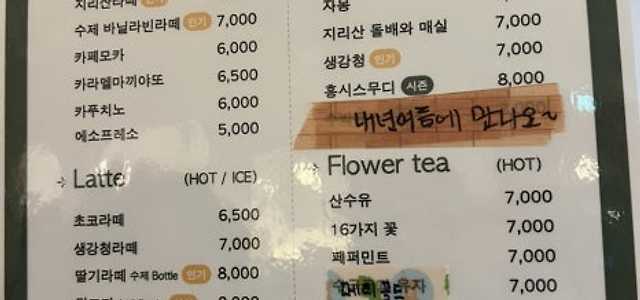 지리산라떼 인기
수제 바닐라빈라떼 인기 7,000
카페모카 6,000
카라멜마끼야또 6,500
카푸치노 6,000
에소프레소 5,000
Latte (HOT / ICE)
초코라떼 6,500
생강청라떼 7,000
딸기라떼 수제 Bottle 인기 8,000
자몽 7,000
지리산 돌배와 매실 7,000
생강청 인기 7,000
홍시스무디 시즌 8,000
내년여름에 만나요~
Flower tea (HOT)
산수유 7,000
16가지 꽃 7,000
페퍼민트 7,000
7,000